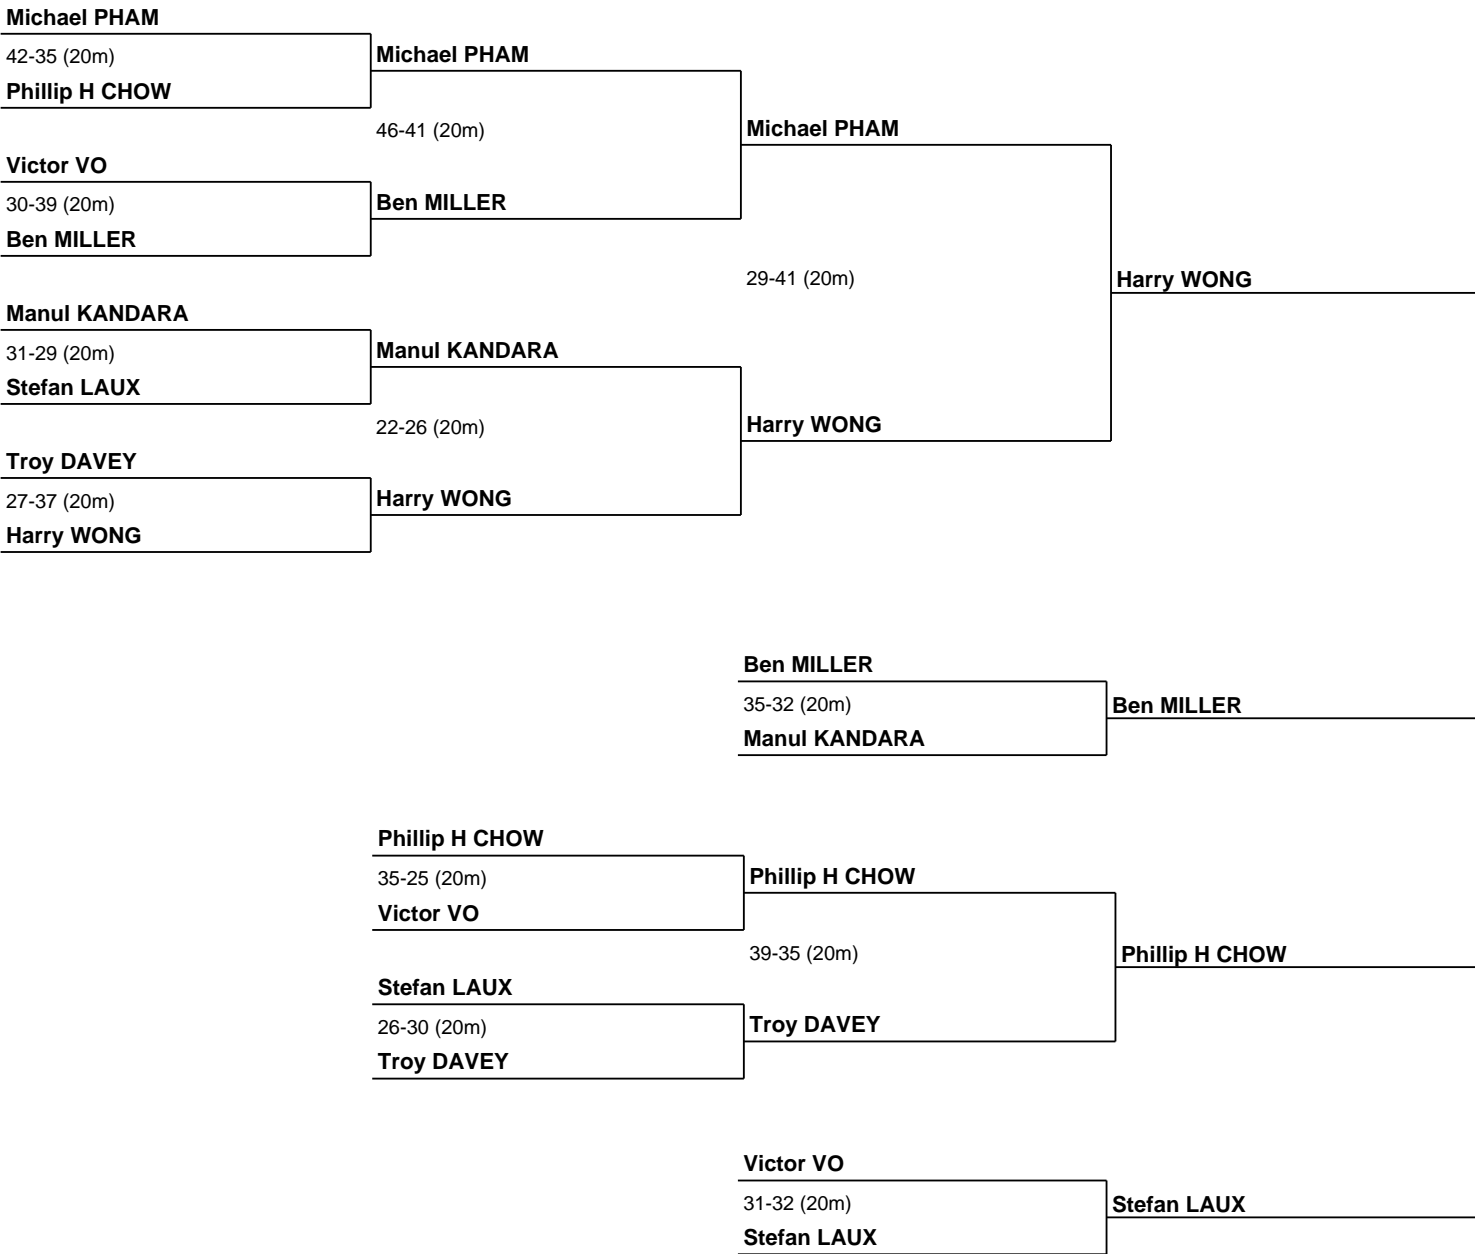 Michael PHAM
42-35 (20m)
Michael PHAM
Phillip H CHOW
46-41 (20m)
Michael PHAM
Victor VO
30-39 (20m)
Ben MILLER
Ben MILLER
29-41 (20m)
Harry WONG
Manul KANDARA
31-29 (20m)
Manul KANDARA
Stefan LAUX
22-26 (20m)
Harry WONG
Troy DAVEY
27-37 (20m)
Harry WONG
Harry WONG
Ben MILLER
35-32 (20m)
Ben MILLER
Manul KANDARA
Phillip H CHOW
35-25 (20m)
Phillip H CHOW
Victor VO
39-35 (20m)
Phillip H CHOW
Stefan LAUX
26-30 (20m)
Troy DAVEY
Troy DAVEY
Victor VO
31-32 (20m)
Stefan LAUX
Stefan LAUX